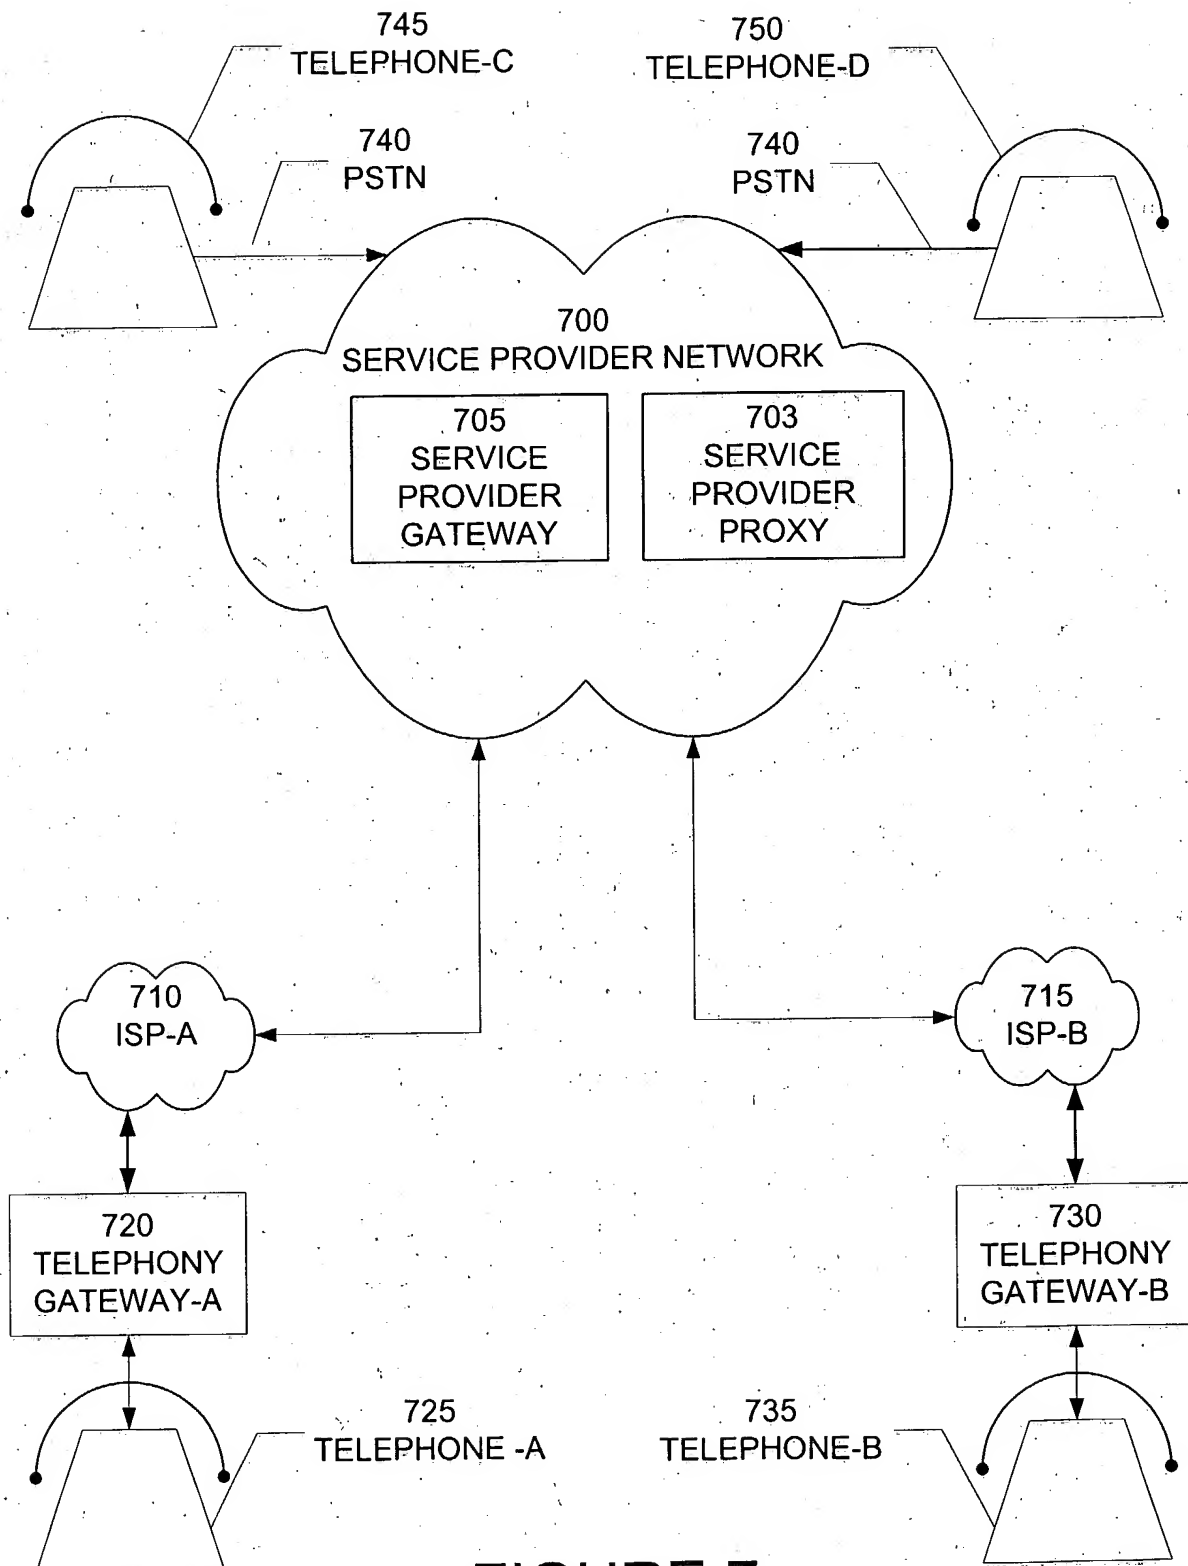 745
TELEPHONE-C
750
TELEPHONE-D
740
PSTN
740
PSTN
700
SERVICE PROVIDER NETWORK
705
SERVICE
PROVIDER
GATEWAY
703
SERVICE
PROVIDER
PROXY
710
ISP-A
715
ISP-B
720
TELEPHONY
GATEWAY-A
730
TELEPHONY
GATEWAY-B
725
TELEPHONE -A
735
TELEPHONE-B